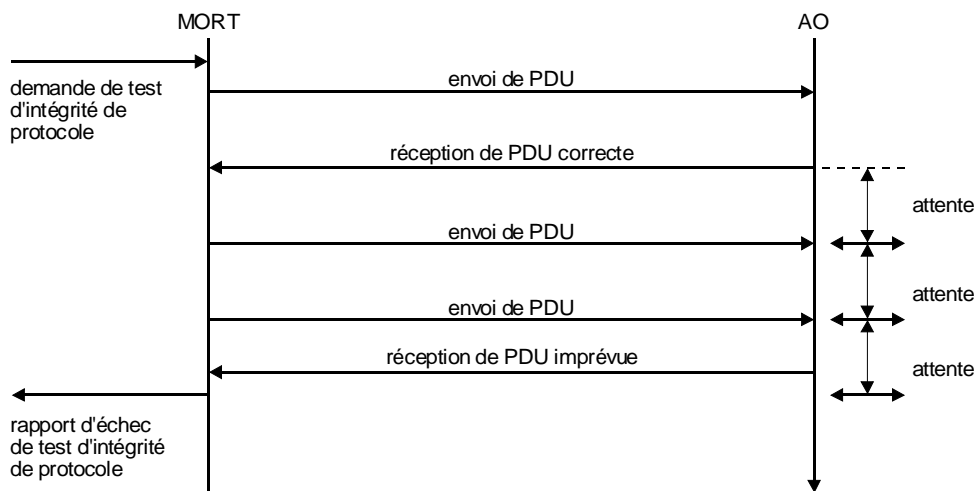 MORT
AO
demande de test
d'intégrité de
protocole
envoi de PDU
réception de PDU correcte
attente
envoi de PDU
attente
envoi de PDU
réception de PDU imprévue
attente
rapport d'échec
de test d'intégrité
de protocole